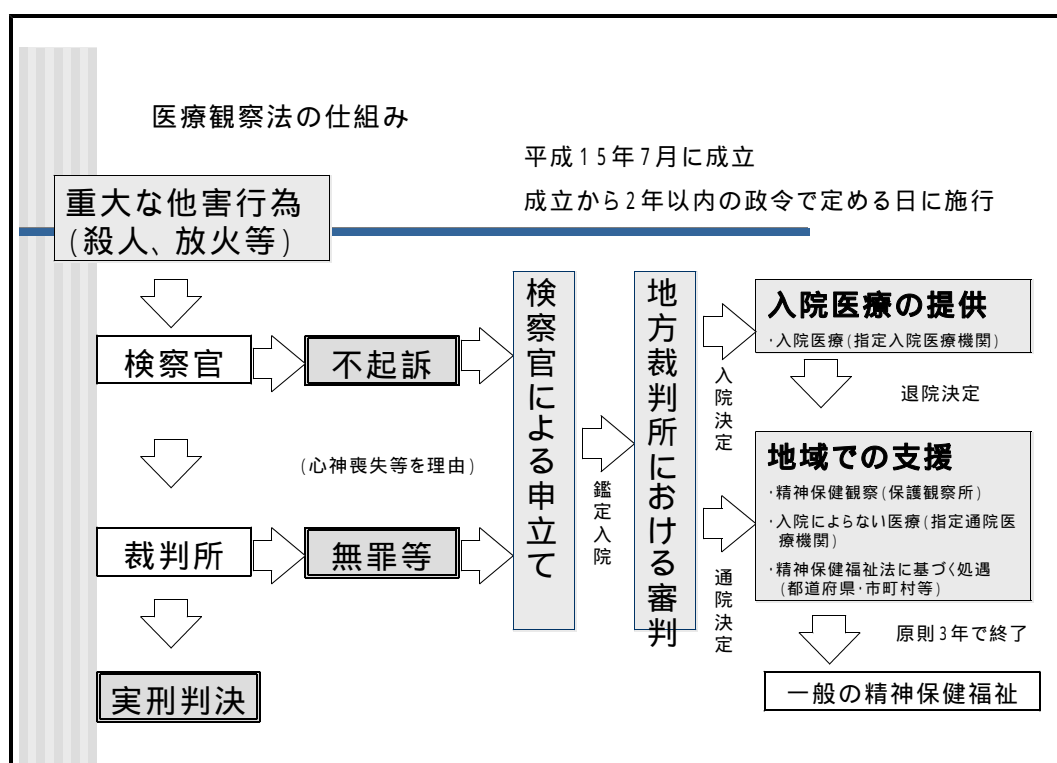 医療観察法の仕組み
平成15年7月に成立
成立から2年以内の政令で定める日に施行
重大な他害行為
(殺人、放火等)
検察官
不起訴
(心神喪失等を理由)
裁判所
無罪等
実刑判決
検察官による申立て
鑑定入院
地方裁判所における審判
入院決定
通院決定
入院医療の提供
・入院医療(指定入院医療機関)
退院決定
地域での支援
・精神保健観察(保護観察所)
・入院によらない医療(指定通院医
療機関)
・精神保健福祉法に基づく処遇
(都道府県・市町村等)
原則3年で終了
一般の精神保健福祉